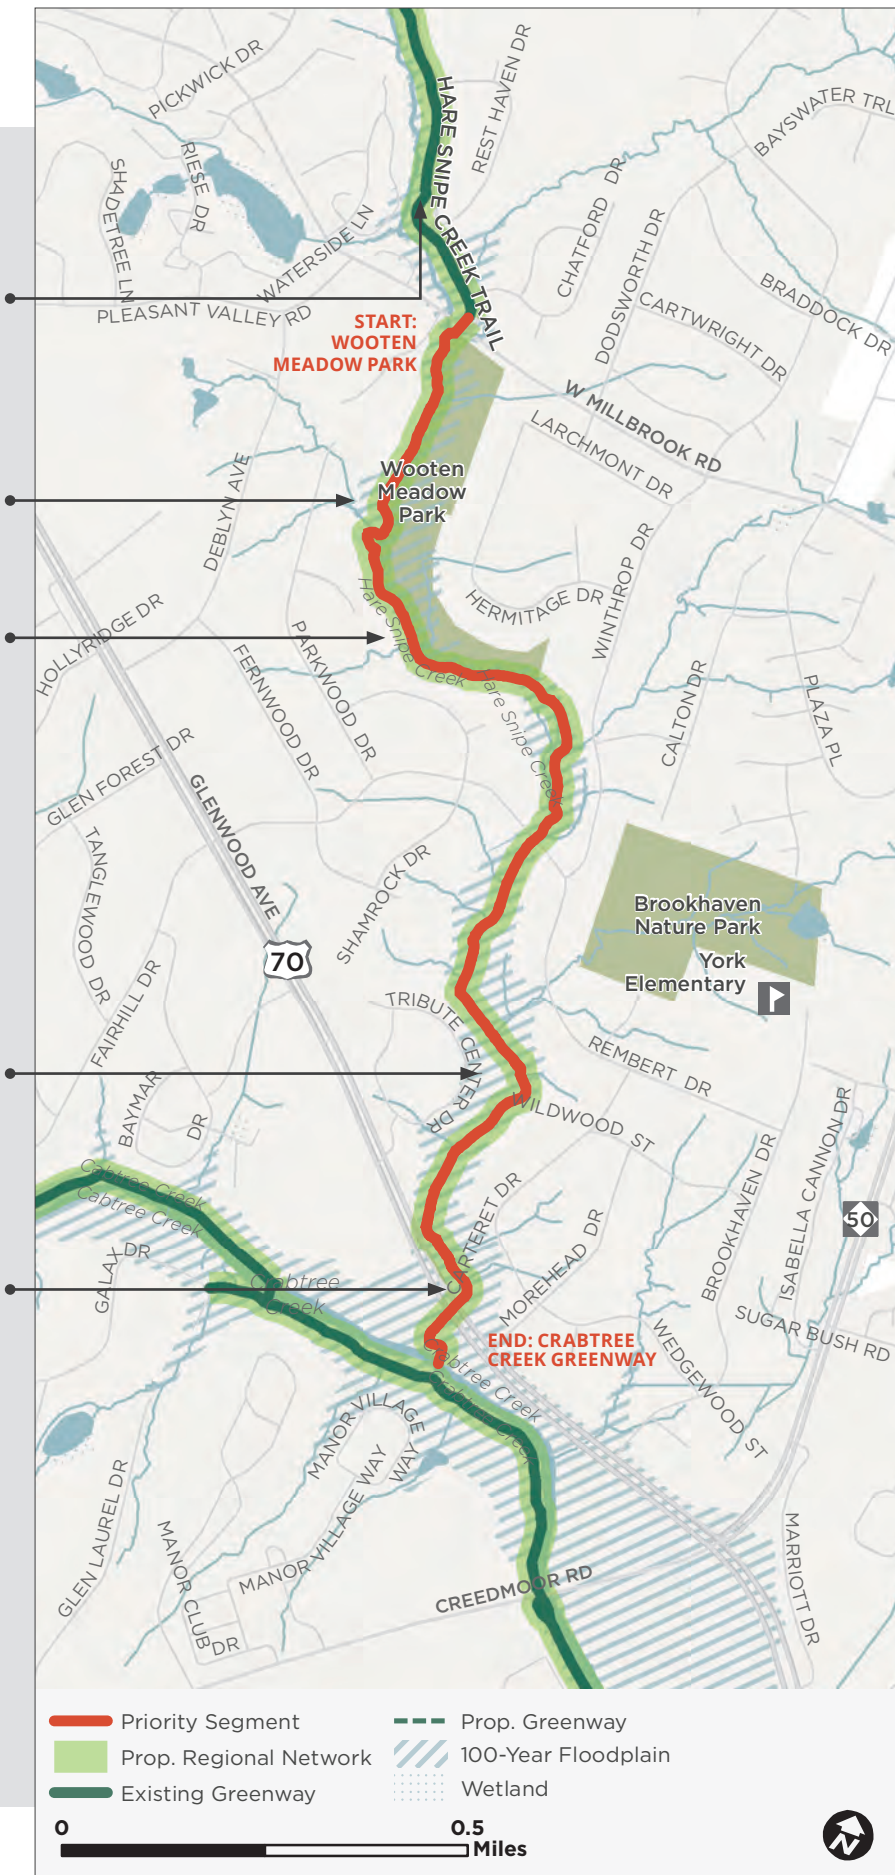 PICKWICK DR
REST HAVEN DR
BAYSWATER TRL
HARE SNIPE CREEK TRAIL
SHADETREE LN
RIESE DR
WATERSIDE LN
CHATFORD DR
DODSWORTH DR
BRADDOCK DR
CARTWRIGHT DR
PLEASANT VALLEY RD
START:
WOOTEN
MEADOW PARK
W MILLBROOK RD
LARCHMONT DR
DEBLYN AVE
Wooten
Meadow
Park
WINTHROP DR
HERMITAGE DR
HOLLYRIDGE DR
Hare Snipe Creek
PARKWOOD DR
FERNWOOD DR
Hare Snipe Creek
CALTON DR
PLAZA PL
GLEN FOREST DR
GLENWOOD AVE
TANGLEWOOD DR
SHAMROCK DR
Brookhaven
Nature Park
York
Elementary
70
FAIRHILL DR
TRIBUTE CENTER DR
REMBERT DR
BAYMAR DR
WILDWOOD ST
ISABELLA CANNON DR
BROOKHAVEN DR
Cabtree Creek
Cabtree Creek
CARTERET DR
MOREHEAD DR
50
GALAX DR
Crabtree
Creek
SUGAR BUSH RD
WEDGEWOOD ST
END: CRABTREE
CREEK GREENWAY
Crabtree Creek
Crabtree Creek
MANOR VILLAGE WAY
MANOR VILLAGE WAY
GLEN LAUREL DR
MANOR CLUB DR
CREEDMOOR RD
MARRIOTT DR
Priority Segment
Prop. Regional Network
Existing Greenway
Prop. Greenway
100-Year Floodplain
Wetland
0 0.5
Miles
N